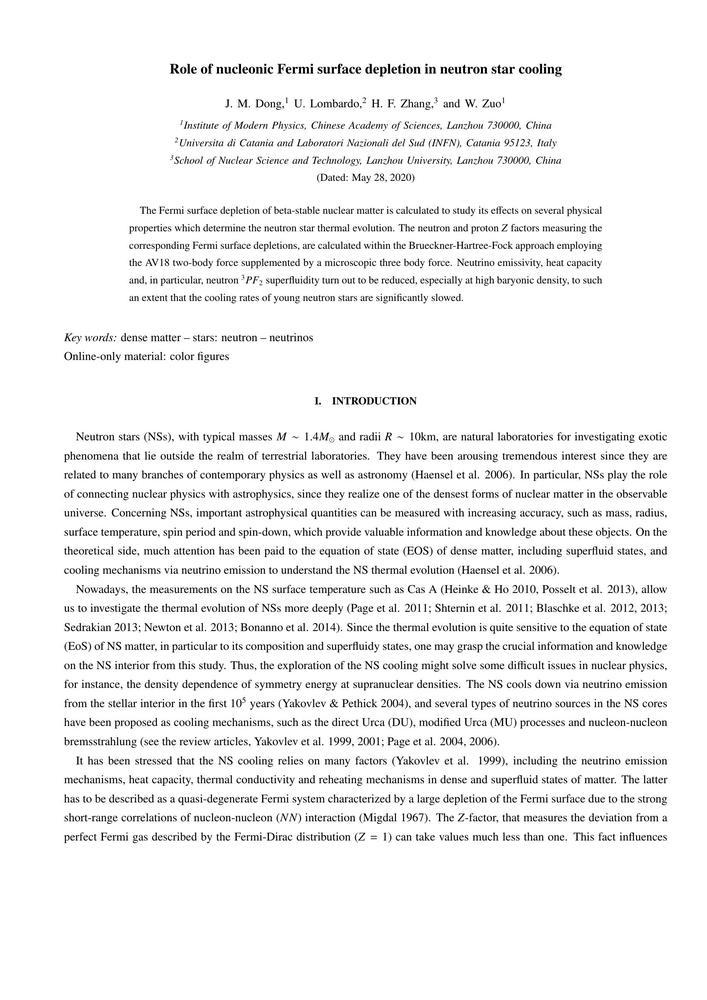 Role of nucleonic Fermi surface depletion in neutron star cooling
J. M. Dong,1 U. Lombardo,2 H. F. Zhang,3 and W. Zuo1
1Institute of Modern Physics, Chinese Academy of Sciences, Lanzhou 730000, China
2Universita di Catania and Laboratori Nazionali del Sud (INFN), Catania 95123, Italy
3School of Nuclear Science and Technology, Lanzhou University, Lanzhou 730000, China
(Dated: May 28, 2020)
The Fermi surface depletion of beta-stable nuclear matter is calculated to study its effects on several physical
properties which determine the neutron star thermal evolution. The neutron and proton Z factors measuring the
corresponding Fermi surface depletions, are calculated within the Brueckner-Hartree-Fock approach employing
the AV18 two-body force supplemented by a microscopic three body force. Neutrino emissivity, heat capacity
and, in particular, neutron 3PF2 superfluidity turn out to be reduced, especially at high baryonic density, to such
an extent that the cooling rates of young neutron stars are significantly slowed.
Key words: dense matter – stars: neutron – neutrinos
Online-only material: color figures
I. INTRODUCTION
Neutron stars (NSs), with typical masses M ∼ 1.4M⊙ and radii R ∼ 10km, are natural laboratories for investigating exotic
phenomena that lie outside the realm of terrestrial laboratories. They have been arousing tremendous interest since they are
related to many branches of contemporary physics as well as astronomy (Haensel et al. 2006). In particular, NSs play the role
of connecting nuclear physics with astrophysics, since they realize one of the densest forms of nuclear matter in the observable
universe. Concerning NSs, important astrophysical quantities can be measured with increasing accuracy, such as mass, radius,
surface temperature, spin period and spin-down, which provide valuable information and knowledge about these objects. On the
theoretical side, much attention has been paid to the equation of state (EOS) of dense matter, including superfluid states, and
cooling mechanisms via neutrino emission to understand the NS thermal evolution (Haensel et al. 2006).
Nowadays, the measurements on the NS surface temperature such as Cas A (Heinke & Ho 2010, Posselt et al. 2013), allow
us to investigate the thermal evolution of NSs more deeply (Page et al. 2011; Shternin et al. 2011; Blaschke et al. 2012, 2013;
Sedrakian 2013; Newton et al. 2013; Bonanno et al. 2014). Since the thermal evolution is quite sensitive to the equation of state
(EoS) of NS matter, in particular to its composition and superfluidy states, one may grasp the crucial information and knowledge
on the NS interior from this study. Thus, the exploration of the NS cooling might solve some difficult issues in nuclear physics,
for instance, the density dependence of symmetry energy at supranuclear densities. The NS cools down via neutrino emission
from the stellar interior in the first 10^5 years (Yakovlev & Pethick 2004), and several types of neutrino sources in the NS cores
have been proposed as cooling mechanisms, such as the direct Urca (DU), modified Urca (MU) processes and nucleon-nucleon
bremsstrahlung (see the review articles, Yakovlev et al. 1999, 2001; Page et al. 2004, 2006).
It has been stressed that the NS cooling relies on many factors (Yakovlev et al. 1999), including the neutrino emission
mechanisms, heat capacity, thermal conductivity and reheating mechanisms in dense and superfluid states of matter. The latter
has to be described as a quasi-degenerate Fermi system characterized by a large depletion of the Fermi surface due to the strong
short-range correlations of nucleon-nucleon (NN) interaction (Migdal 1967). The Z-factor, that measures the deviation from a
perfect Fermi gas described by the Fermi-Dirac distribution (Z = 1) can take values much less than one. This fact influences